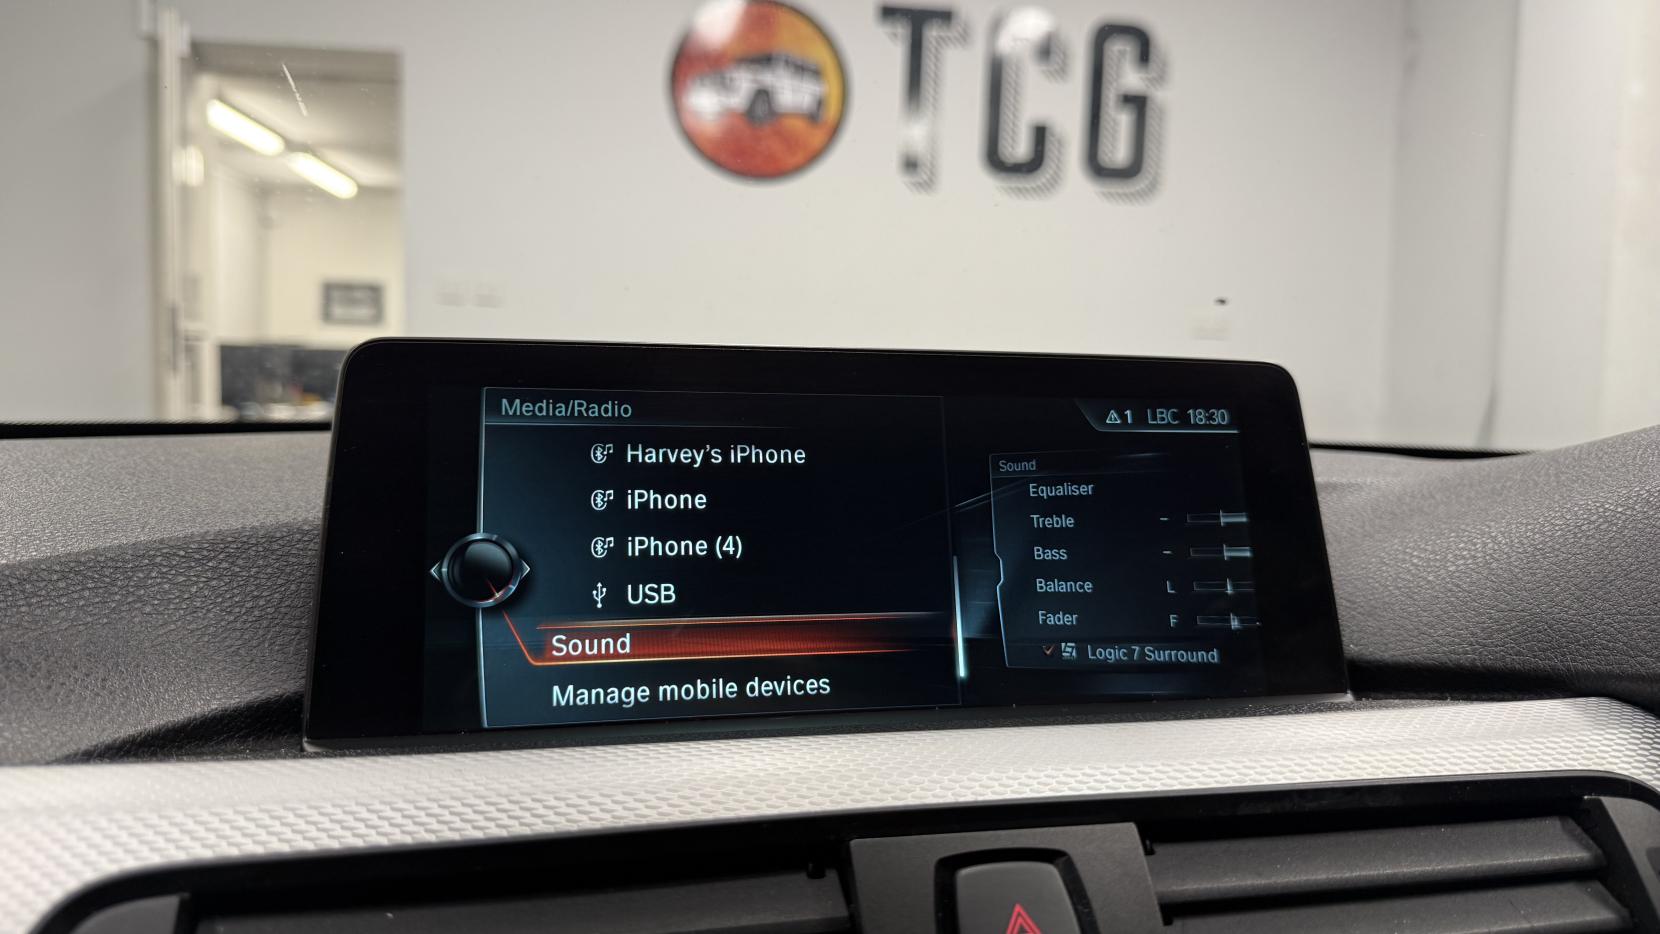 TCG
Media/Radio
1 LBC 18:30
Harvey's iPhone
iPhone
iPhone (4)
USB
Sound
Manage mobile devices
Sound
Equaliser
Treble -
Bass -
Balance L
Fader F
Logic 7 Surround